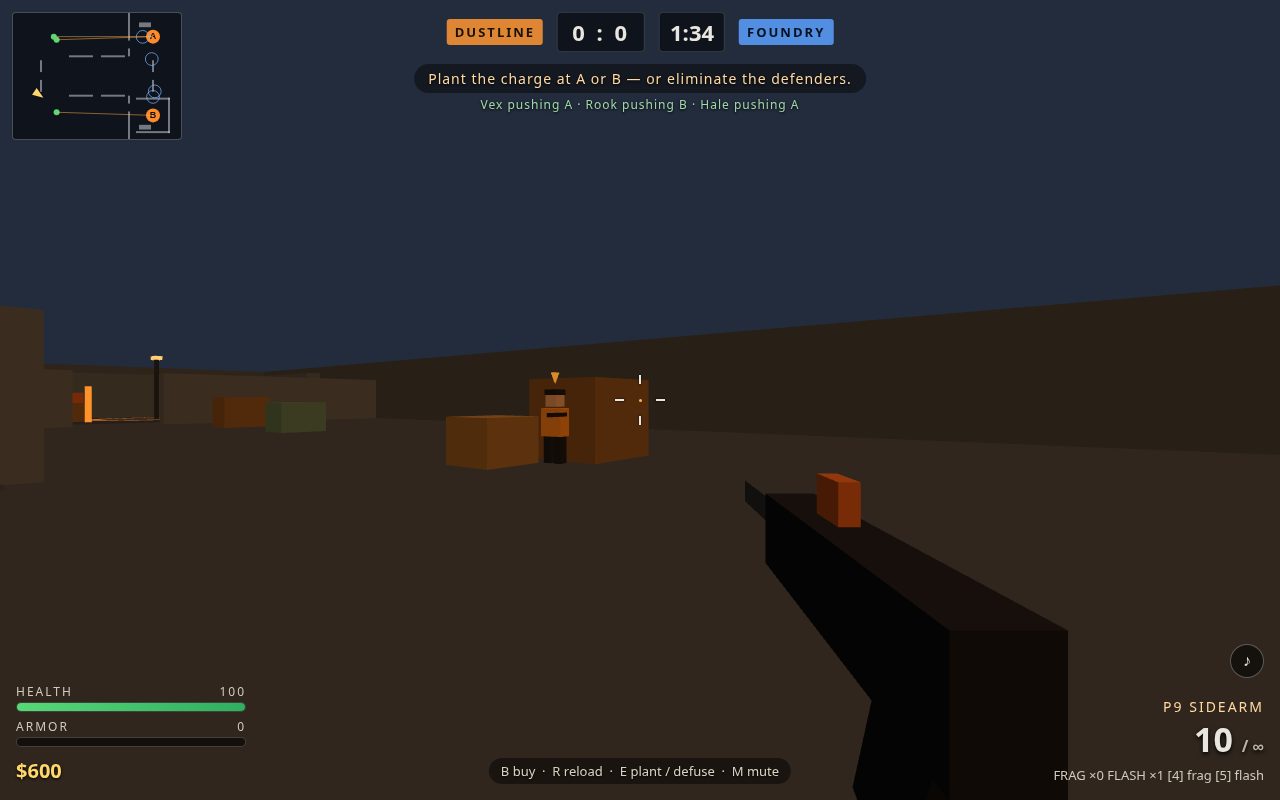 A
B
DUSTLINE
0 : 0
1:34
FOUNDRY
Plant the charge at A or B — or eliminate the defenders.
Vex pushing A · Rook pushing B · Hale pushing A
HEALTH 100
ARMOR 0
$600
B buy · R reload · E plant / defuse · M mute
♪
P9 SIDEARM
10 / ∞
FRAG ×0 FLASH ×1 [4] frag [5] flash